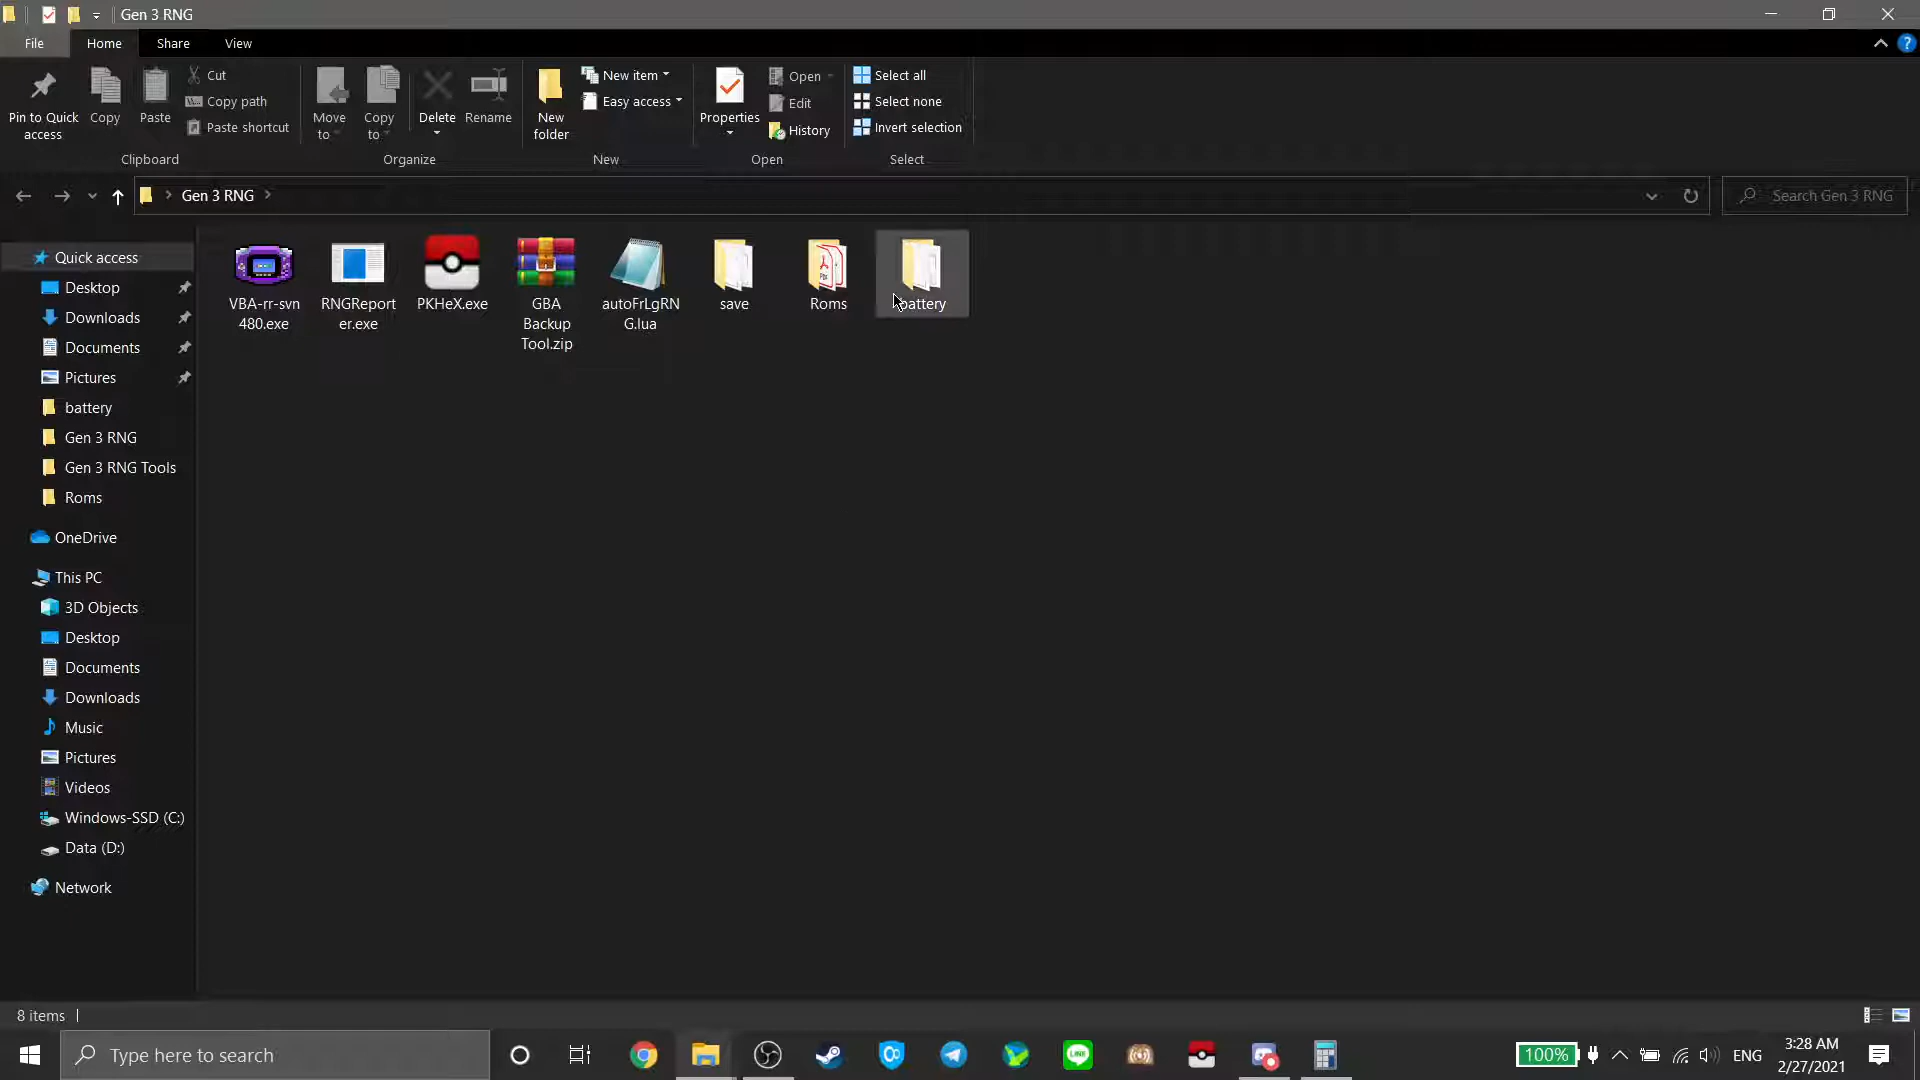 Gen 3 RNG
File
Home
Share
View
Pin to Quick
access
Copy
Paste
Cut
Copy path
Paste shortcut
Clipboard
Move
to
Copy
to
Delete
Rename
Organize
New
folder
New item
Easy access
New
Properties
Open
Edit
History
Open
Select all
Select none
Invert selection
Select
Gen 3 RNG
Search Gen 3 RNG
Quick access
Desktop
Downloads
Documents
Pictures
battery
Gen 3 RNG
Gen 3 RNG Tools
Roms
OneDrive
This PC
3D Objects
Desktop
Documents
Downloads
Music
Pictures
Videos
Windows-SSD (C:)
Data (D:)
Network
VBA-rr-svn
480.exe
RNGReport
er.exe
PKHeX.exe
GBA
Backup
Tool.zip
autoFrLgRN
G.lua
save
Roms
battery
8 items
Type here to search
LINE
100%
ENG
3:28 AM
2/27/2021